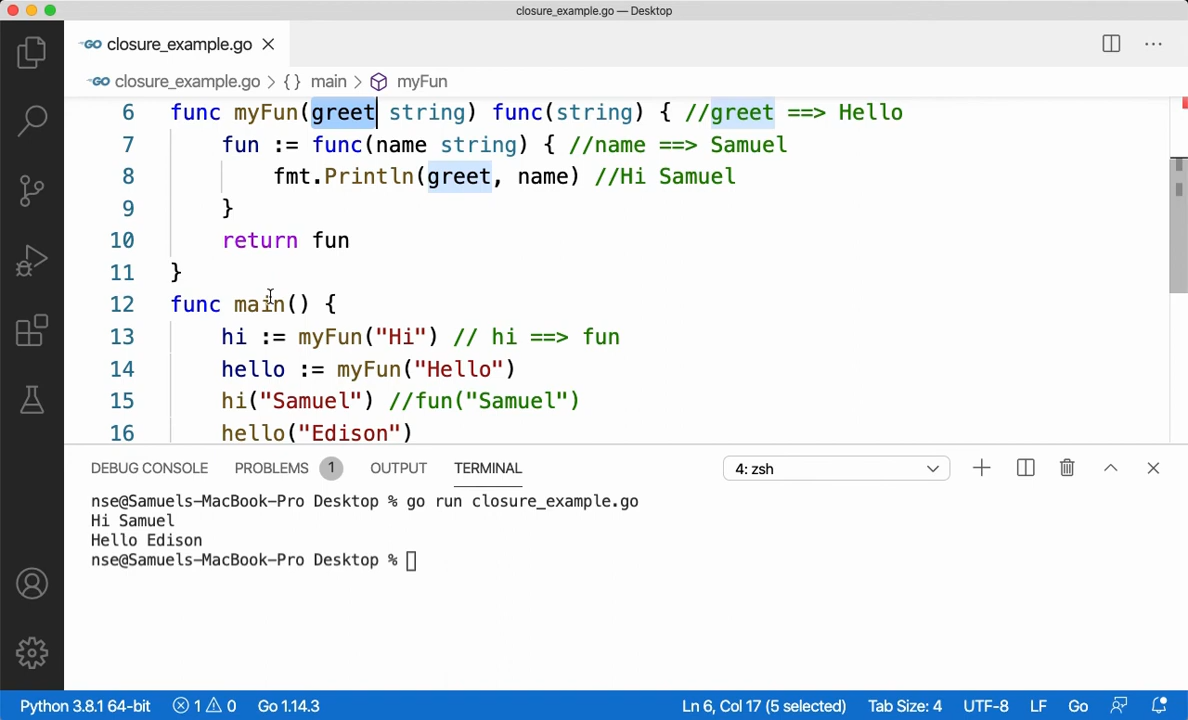 closure_example.go — Desktop
GO closure_example.go
GO closure_example.go > {} main > myFun
6 func myFun(greet string) func(string) { //greet ==> Hello
7 fun := func(name string) { //name ==> Samuel
8 fmt.Println(greet, name) //Hi Samuel
9 }
10 return fun
11 }
12 func main() {
13 hi := myFun("Hi") // hi ==> fun
14 hello := myFun("Hello")
15 hi("Samuel") //fun("Samuel")
16 hello("Edison")
DEBUG CONSOLE PROBLEMS 1 OUTPUT TERMINAL 4: zsh
nse@Samuels-MacBook-Pro Desktop % go run closure_example.go
Hi Samuel
Hello Edison
nse@Samuels-MacBook-Pro Desktop %
Python 3.8.1 64-bit 1 0 Go 1.14.3 Ln 6, Col 17 (5 selected) Tab Size: 4 UTF-8 LF Go